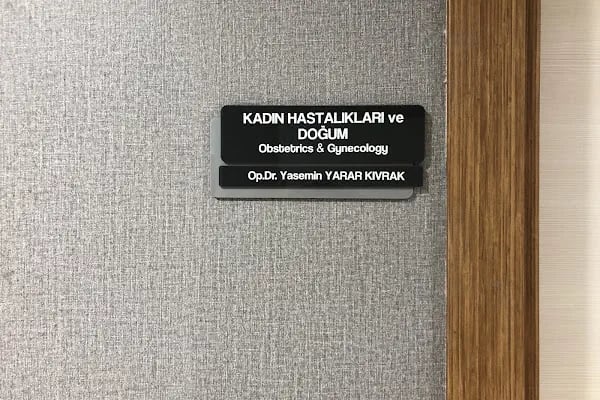 KADIN HASTALIKLARI ve
DOĞUM
Obstetrics & Gynecology
Op.Dr. Yasemin YARAR KIVRAK